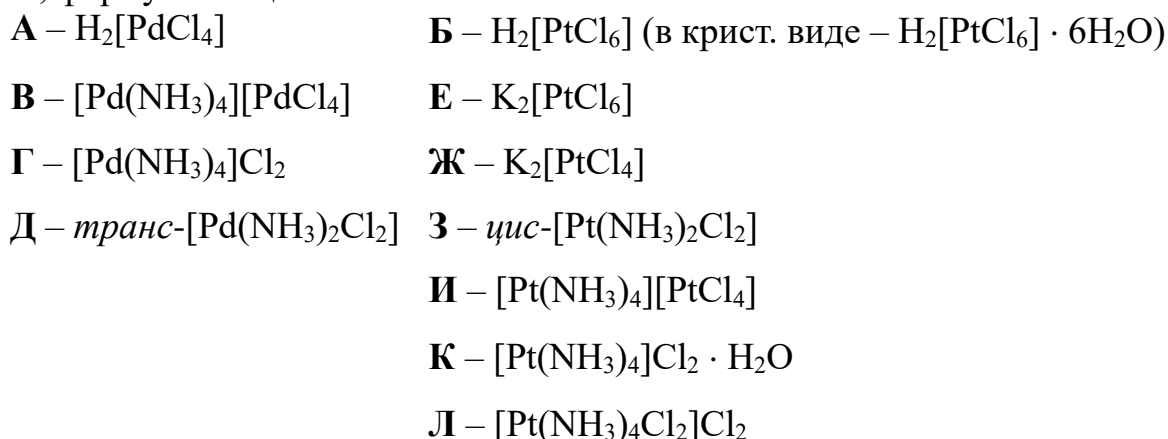 А – H₂[PdCl₄] Б – H₂[PtCl₆] (в крист. виде – H₂[PtCl₆] · 6H₂O)
В – [Pd(NH₃)₄][PdCl₄] Е – K₂[PtCl₆]
Г – [Pd(NH₃)₄]Cl₂ Ж – K₂[PtCl₄]
Д – транс-[Pd(NH₃)₂Cl₂] З – цис-[Pt(NH₃)₂Cl₂]
И – [Pt(NH₃)₄][PtCl₄]
К – [Pt(NH₃)₄]Cl₂ · H₂O
Л – [Pt(NH₃)₄Cl₂]Cl₂